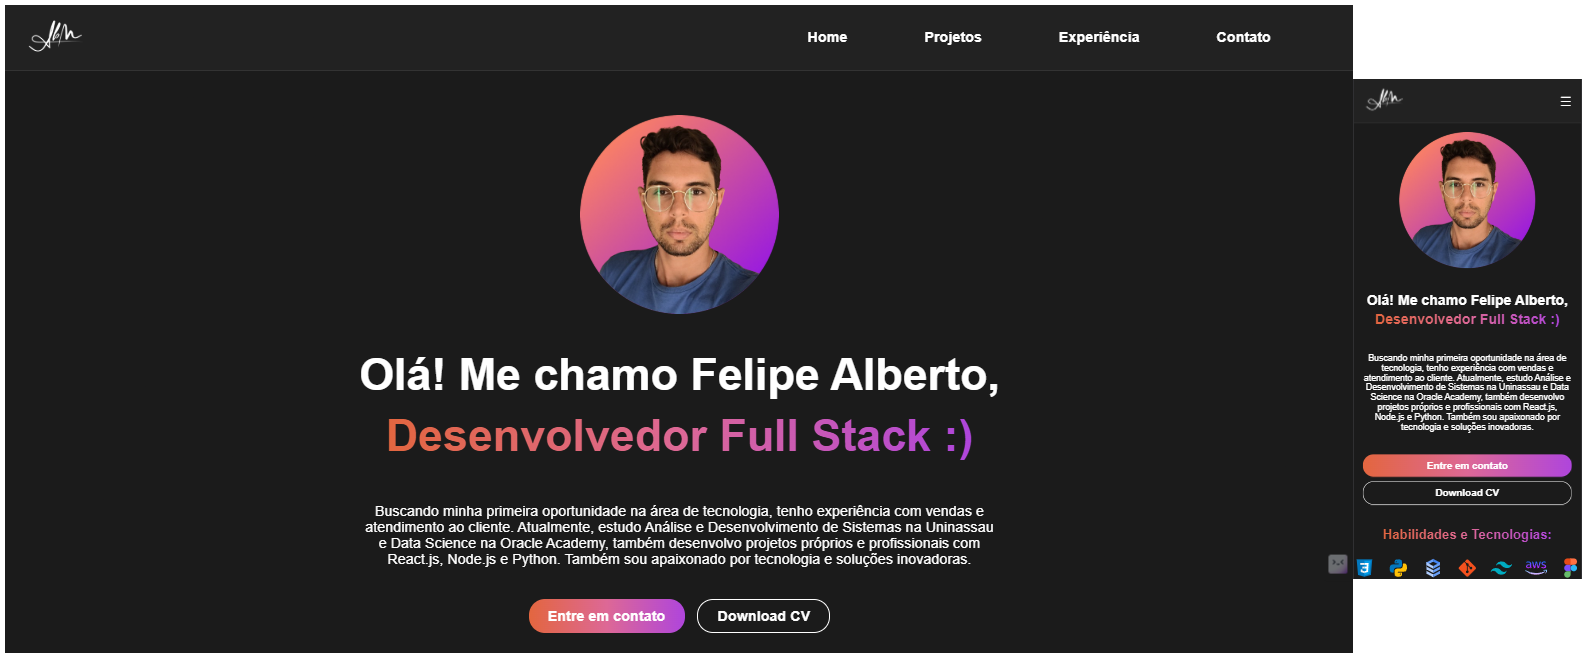 Home
Projetos
Experiência
Contato
Olá! Me chamo Felipe Alberto,
Desenvolvedor Full Stack :)
Buscando minha primeira oportunidade na área de tecnologia, tenho experiência com vendas e
atendimento ao cliente. Atualmente, estudo Análise e Desenvolvimento de Sistemas na Uninassau
e Data Science na Oracle Academy, também desenvolvo projetos próprios e profissionais com
React.js, Node.js e Python. Também sou apaixonado por tecnologia e soluções inovadoras.
Entre em contato
Download CV
Olá! Me chamo Felipe Alberto,
Desenvolvedor Full Stack :)
Buscando minha primeira oportunidade na área de
tecnologia, tenho experiência com vendas e
atendimento ao cliente. Atualmente, estudo Análise e
Desenvolvimento de Sistemas na Uninassau e Data
Science na Oracle Academy, também desenvolvo
projetos próprios e profissionais com React.js,
Node.js e Python. Também sou apaixonado por
tecnologia e soluções inovadoras.
Entre em contato
Download CV
Habilidades e Tecnologias:
aws